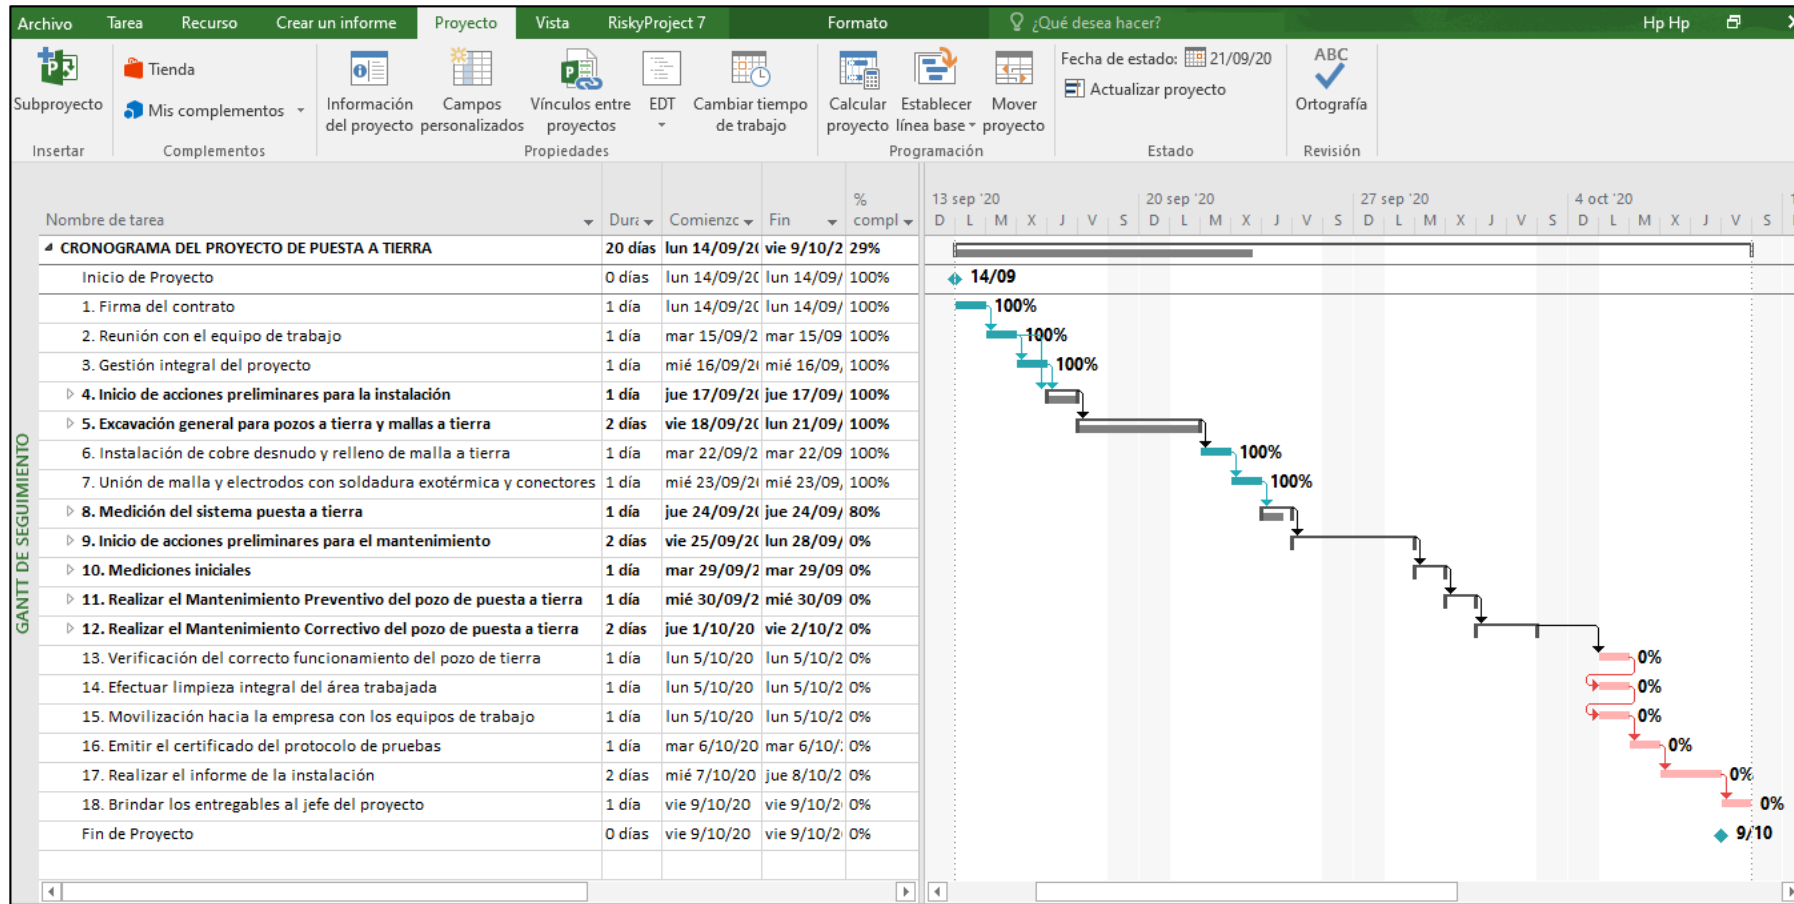 Archivo Tarea Recurso Crear un informe Proyecto Vista RiskyProject 7 Formato ¿Qué desea hacer? Hp Hp
Subproyecto
Tienda
Mis complementos
Información del proyecto
Campos personalizados
Vínculos entre proyectos
EDT
Cambiar tiempo de trabajo
Calcular proyecto
Establecer línea base
Mover proyecto
Fecha de estado: 21/09/20
Actualizar proyecto
ABC
Ortografía
Insertar Complementos Propiedades Programación Estado Revisión
GANTT DE SEGUIMIENTO
Nombre de tarea Dura Comienzo Fin % compl
13 sep '20 20 sep '20 27 sep '20 4 oct '20 1
D L M X J V S D L M X J V S D L M X J V S D L M X J V S
CRONOGRAMA DEL PROYECTO DE PUESTA A TIERRA 20 días lun 14/09/20 vie 9/10/2 29%
Inicio de Proyecto 0 días lun 14/09/20 lun 14/09/ 100% 14/09
1. Firma del contrato 1 día lun 14/09/20 lun 14/09/ 100% 100%
2. Reunión con el equipo de trabajo 1 día mar 15/09/2 mar 15/09 100% 100%
3. Gestión integral del proyecto 1 día mié 16/09/20 mié 16/09, 100% 100%
4. Inicio de acciones preliminares para la instalación 1 día jue 17/09/20 jue 17/09/ 100%
5. Excavación general para pozos a tierra y mallas a tierra 2 días vie 18/09/20 lun 21/09/ 100%
6. Instalación de cobre desnudo y relleno de malla a tierra 1 día mar 22/09/2 mar 22/09 100% 100%
7. Unión de malla y electrodos con soldadura exotérmica y conectores 1 día mié 23/09/20 mié 23/09, 100% 100%
8. Medición del sistema puesta a tierra 1 día jue 24/09/20 jue 24/09/ 80%
9. Inicio de acciones preliminares para el mantenimiento 2 días vie 25/09/20 lun 28/09/ 0%
10. Mediciones iniciales 1 día mar 29/09/2 mar 29/09 0%
11. Realizar el Mantenimiento Preventivo del pozo de puesta a tierra 1 día mié 30/09/2 mié 30/09 0%
12. Realizar el Mantenimiento Correctivo del pozo de puesta a tierra 2 días jue 1/10/20 vie 2/10/2 0%
13. Verificación del correcto funcionamiento del pozo de tierra 1 día lun 5/10/20 lun 5/10/2 0% 0%
14. Efectuar limpieza integral del área trabajada 1 día lun 5/10/20 lun 5/10/2 0% 0%
15. Movilización hacia la empresa con los equipos de trabajo 1 día lun 5/10/20 lun 5/10/2 0% 0%
16. Emitir el certificado del protocolo de pruebas 1 día mar 6/10/20 mar 6/10/ 0% 0%
17. Realizar el informe de la instalación 2 días mié 7/10/20 jue 8/10/2 0% 0%
18. Brindar los entregables al jefe del proyecto 1 día vie 9/10/20 vie 9/10/2 0% 0%
Fin de Proyecto 0 días vie 9/10/20 vie 9/10/2 0% 9/10